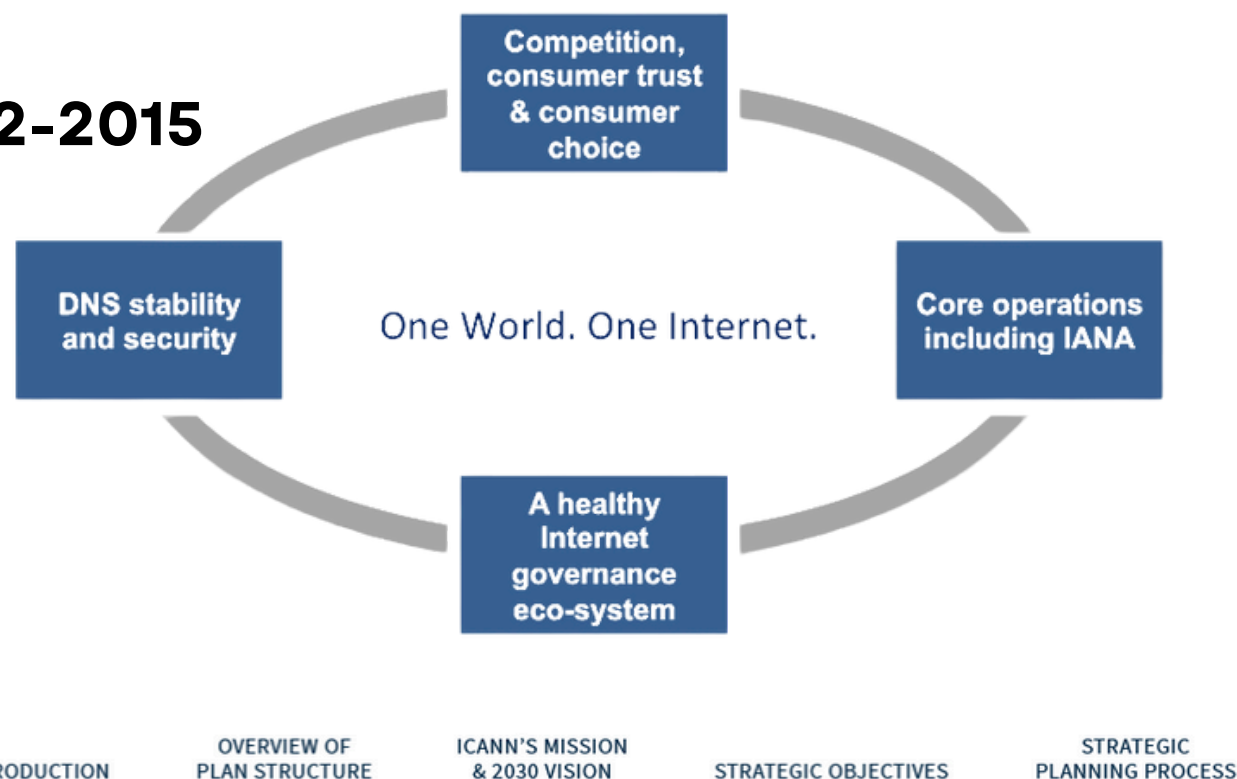 Competition,
consumer trust
& consumer
choice
2-2015
DNS stability
and security
One World. One Internet.
Core operations
including IANA
A healthy
Internet
governance
eco-system
RODUCTION
OVERVIEW OF
PLAN STRUCTURE
ICANN’S MISSION
& 2030 VISION
STRATEGIC OBJECTIVES
STRATEGIC
PLANNING PROCESS